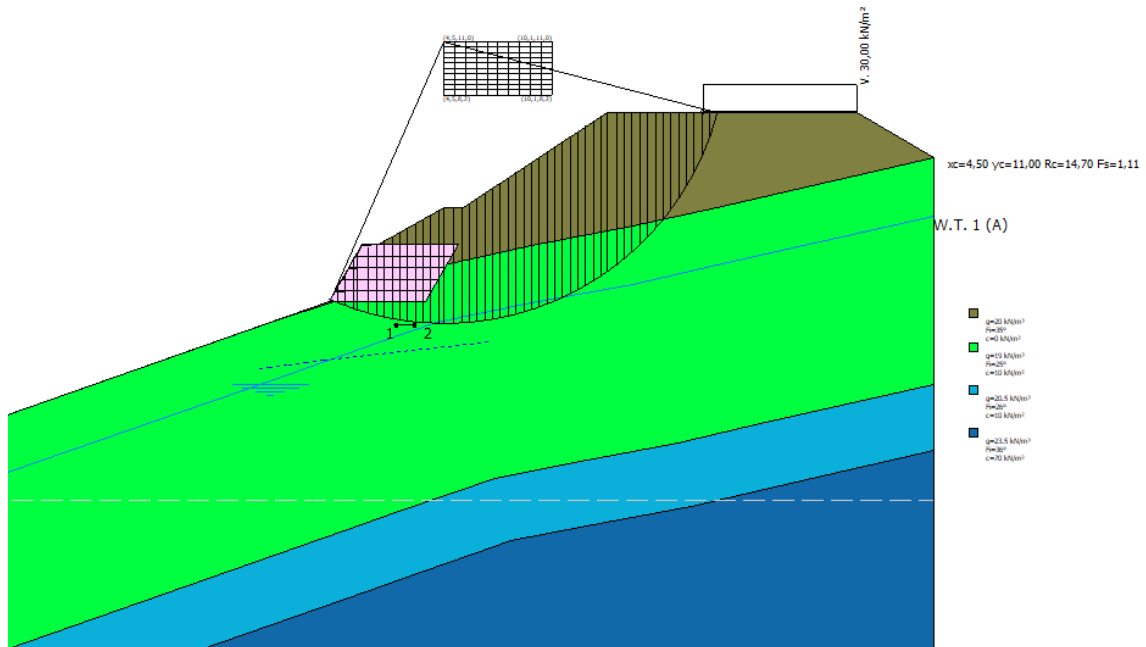 (4,5,11,0)
(10,1,11,0)
(4,5,8,2)
(10,1,8,2)
V. 30,00 kN/m²
xc=4,50 yc=11,00 Rc=14,70 Fs=1,11
W.T. 1 (A)
1
2
g=20 kN/m³
Fi=35°
c=0 kN/m²
g=19 kN/m³
Fi=25°
c=10 kN/m²
g=20.5 kN/m³
Fi=26°
c=10 kN/m²
g=23.5 kN/m³
Fi=36°
c=70 kN/m²